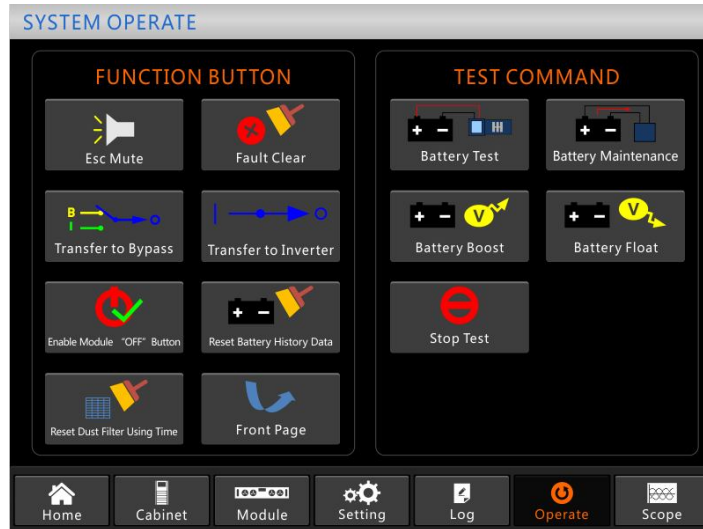 SYSTEM OPERATE
FUNCTION BUTTON
Esc Mute
Fault Clear
B
I
Transfer to Bypass
Transfer to Inverter
Enable Module "OFF" Button
Reset Battery History Data
Reset Dust Filter Using Time
Front Page
TEST COMMAND
Battery Test
Battery Maintenance
V
Battery Boost
V
Battery Float
Stop Test
Home
Cabinet
Module
Setting
Log
Operate
Scope